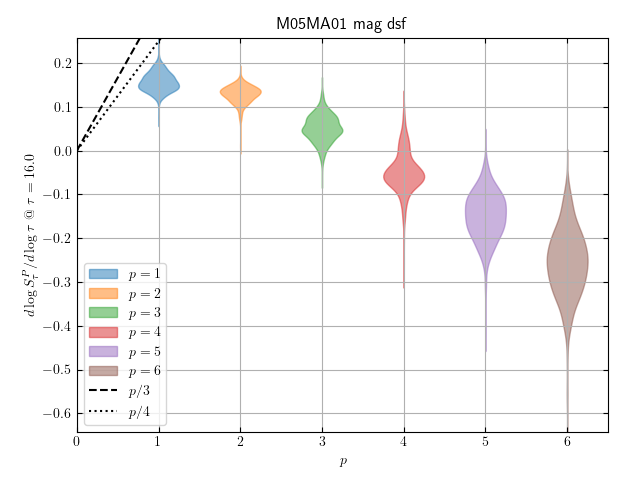 M05MA01 mag dsf
d log S_τ^P / d log τ @ τ = 16.0
0.2
0.1
0.0
−0.1
−0.2
−0.3
−0.4
−0.5
−0.6
p = 1
p = 2
p = 3
p = 4
p = 5
p = 6
p/3
p/4
0 1 2 3 4 5 6
p